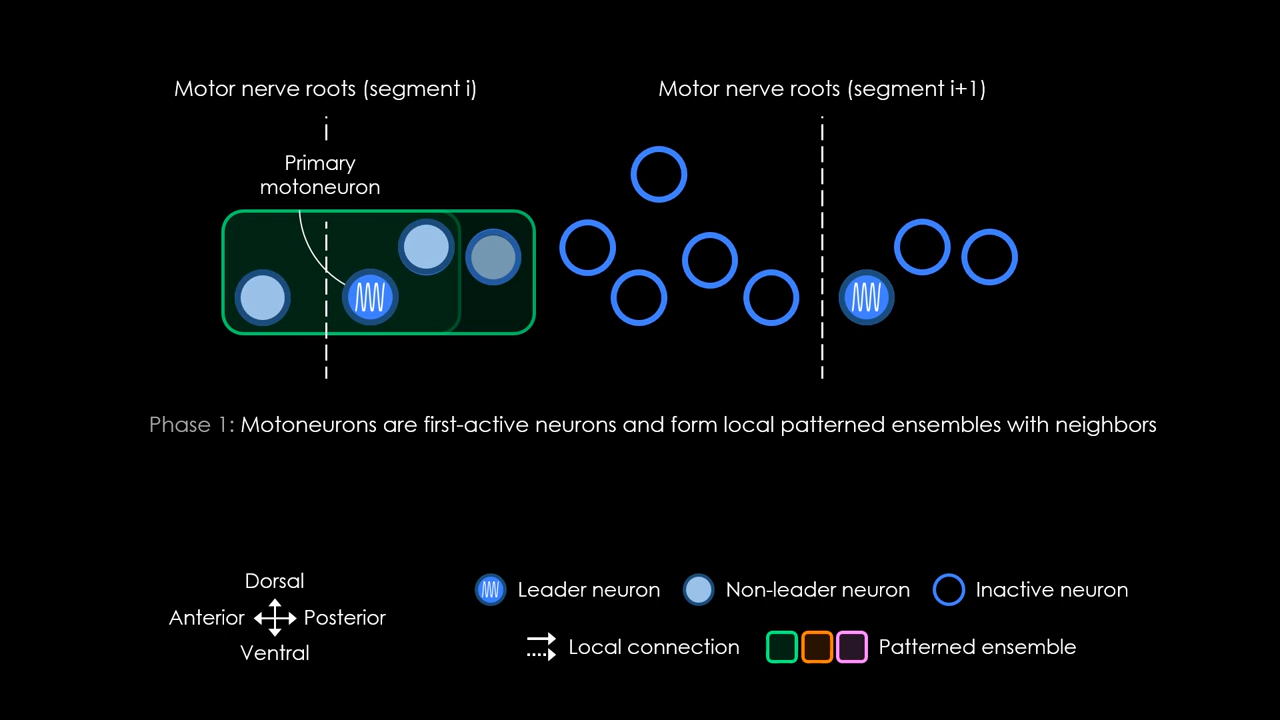 Motor nerve roots (segment i)
Motor nerve roots (segment i+1)
Primary
motoneuron
Phase 1: Motoneurons are first-active neurons and form local patterned ensembles with neighbors
Dorsal
Anterior
Posterior
Ventral
Leader neuron
Non-leader neuron
Inactive neuron
Local connection
Patterned ensemble